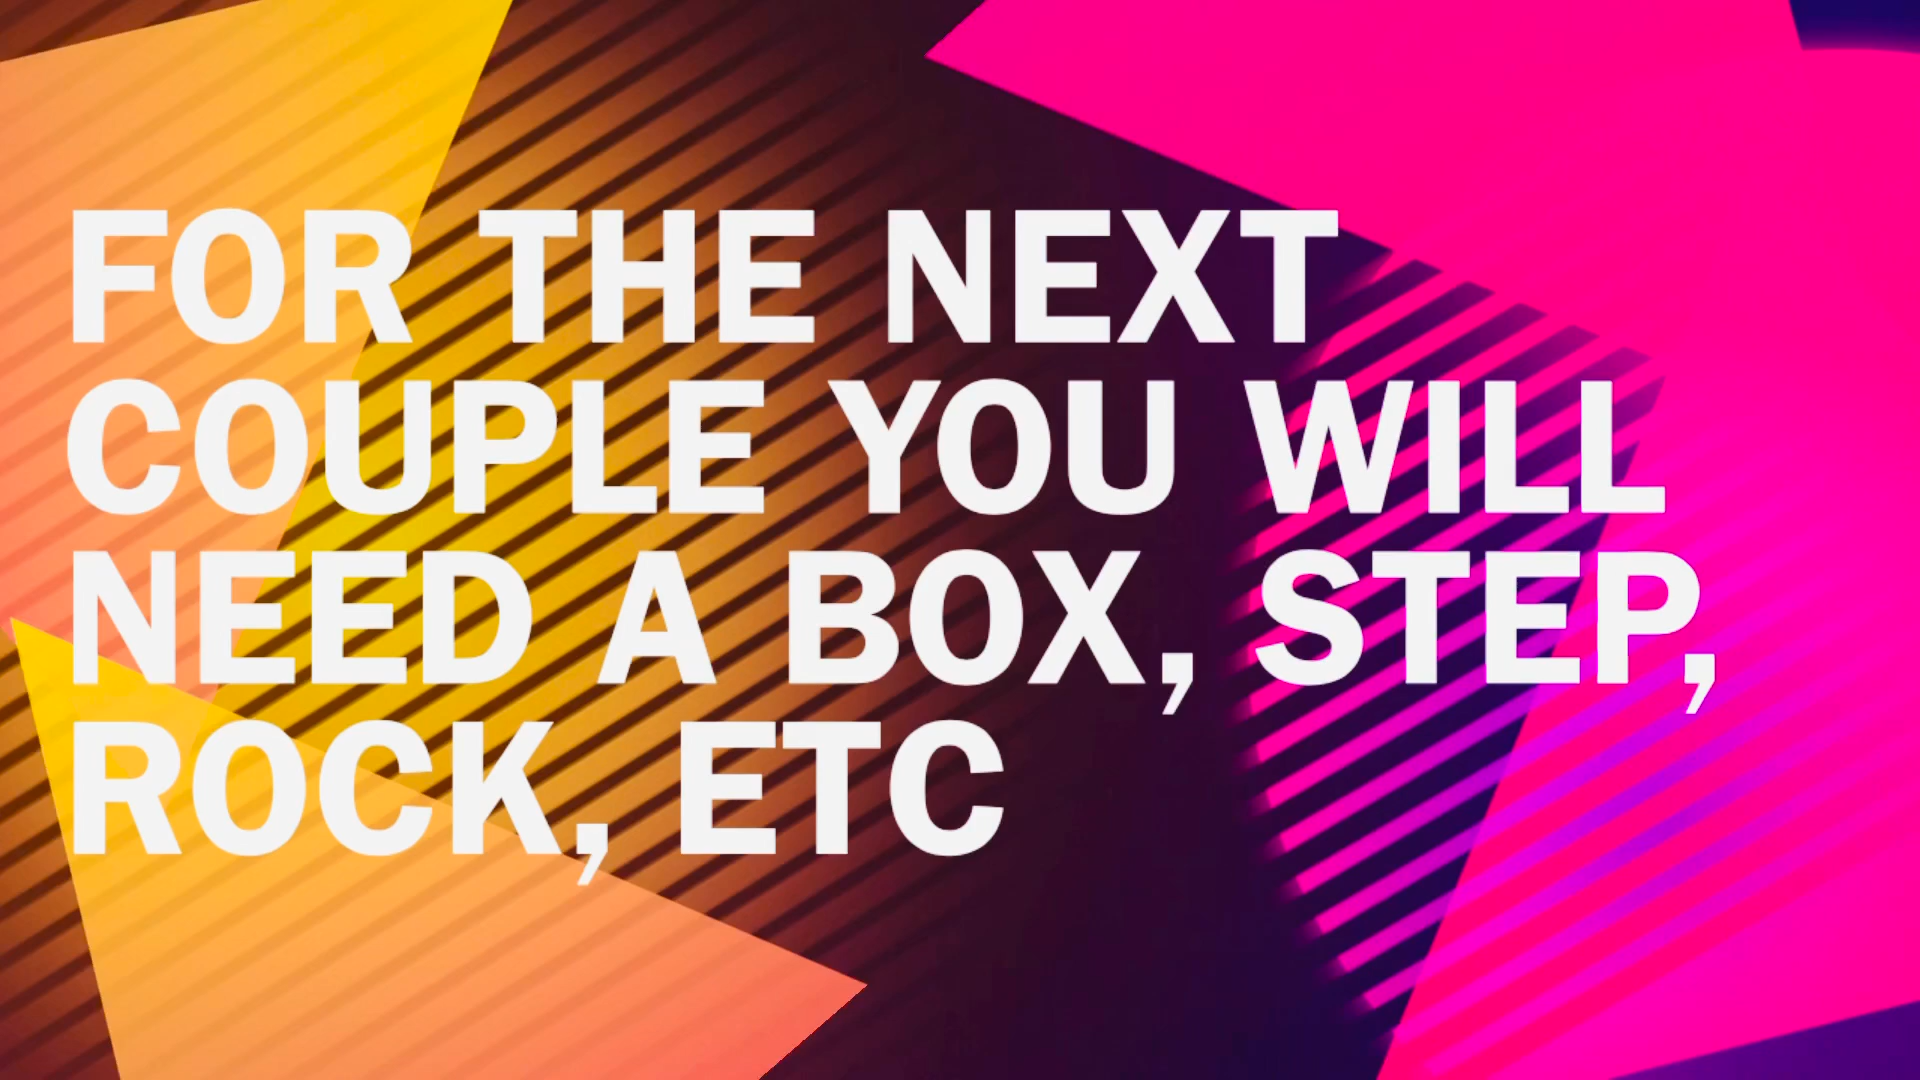 FOR THE NEXT
COUPLE YOU WILL
NEED A BOX, STEP,
ROCK, ETC